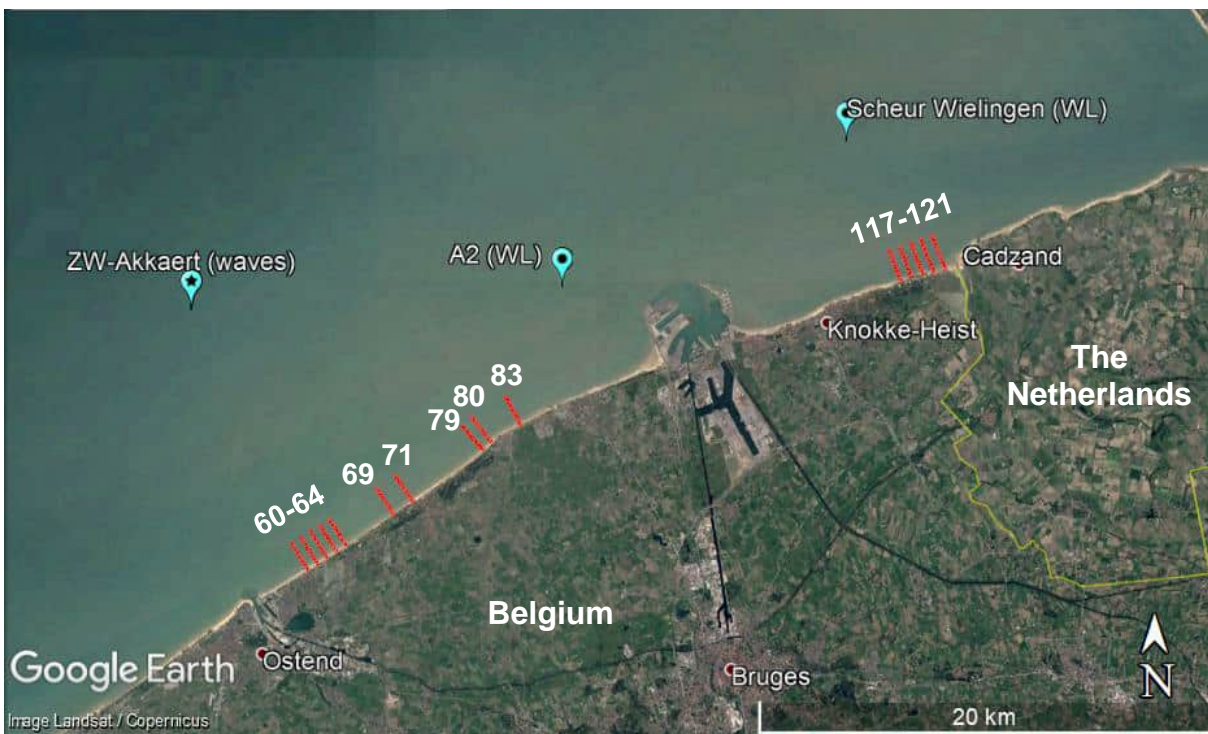 Scheur Wielingen (WL)
117-121
ZW-Akkaert (waves)
A2 (WL)
Cadzand
Knokke-Heist
The
Netherlands
83
80
79
71
69
60-64
Belgium
Google Earth
Ostend
Bruges
N
Image Landsat / Copernicus
20 km